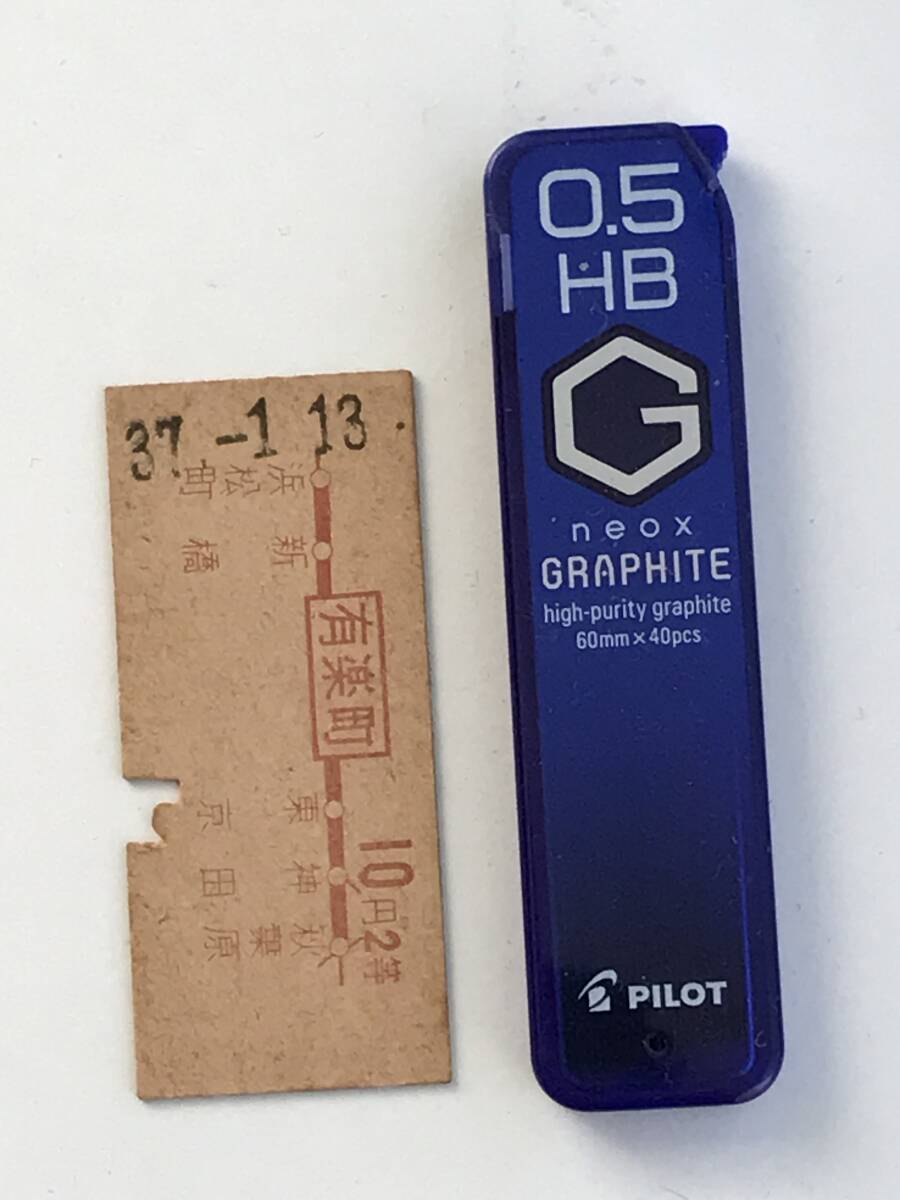 37.-1.13.
浜松町
新橋
有楽町
東京
神田
秋葉原
10円2等
0.5
HB
G
neox
GRAPHITE
high-purity graphite
60mm×40pcs
PILOT